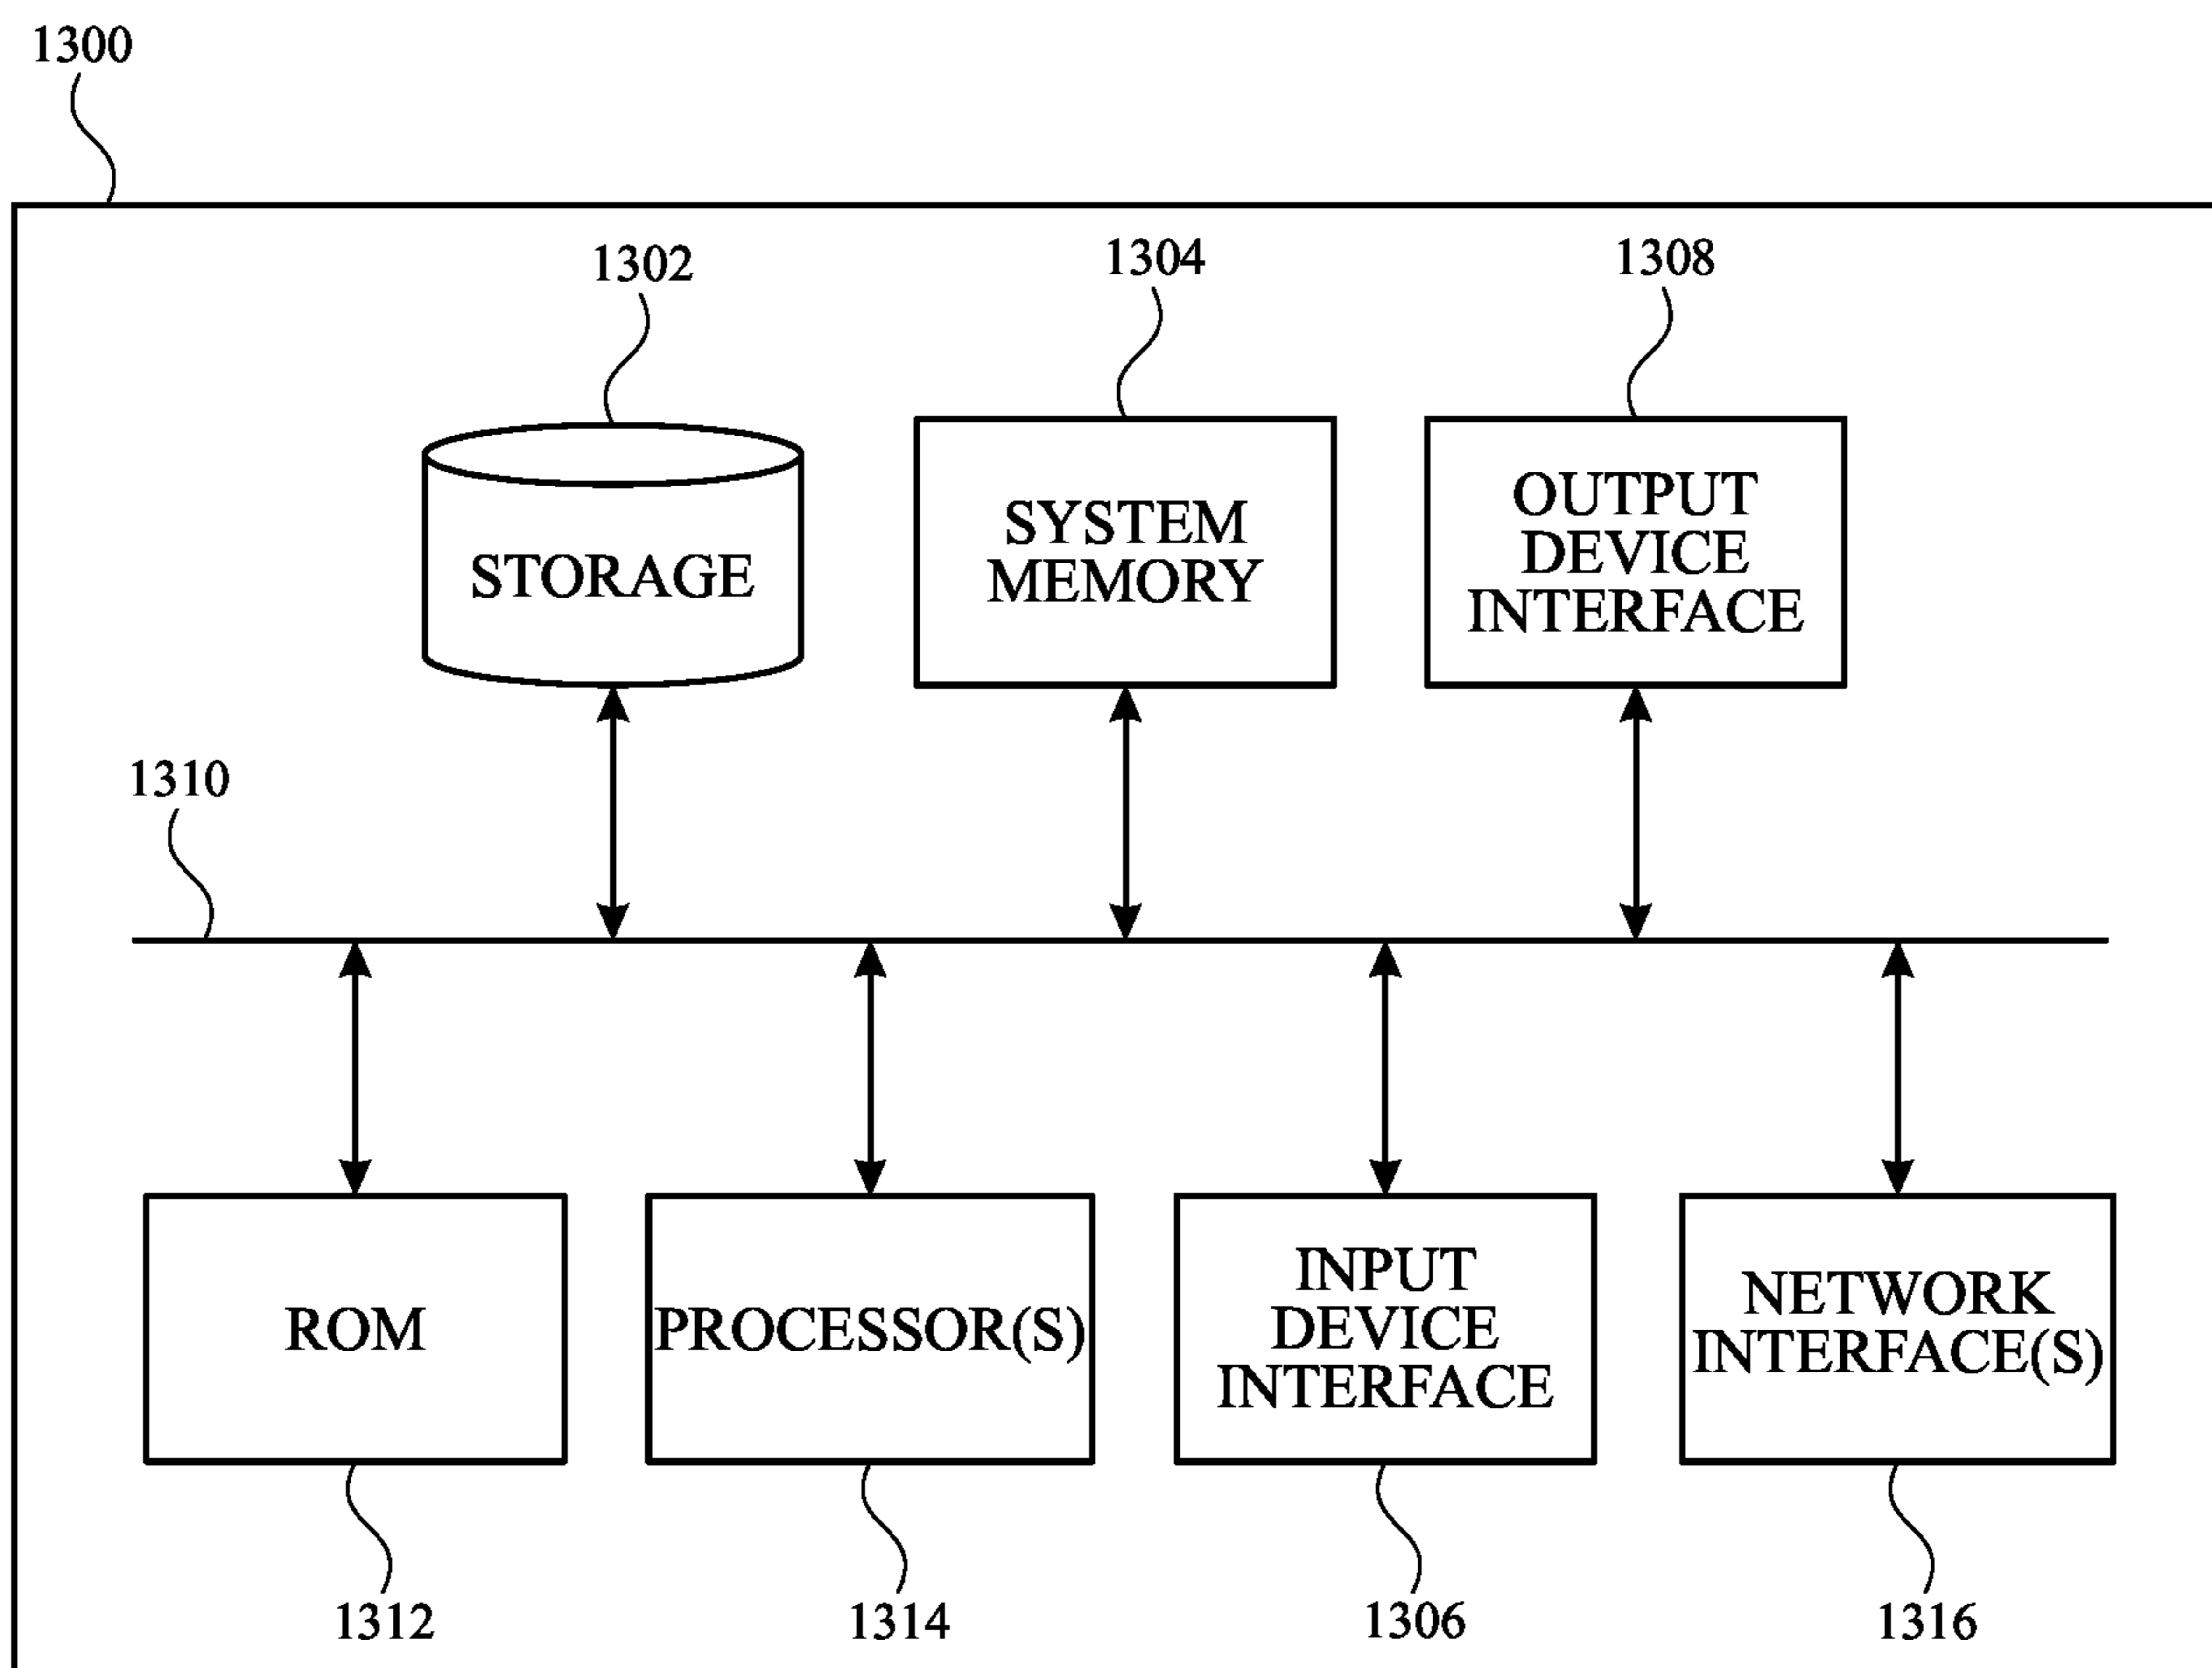 1300
1302
1304
1308
STORAGE
SYSTEM
MEMORY
OUTPUT
DEVICE
INTERFACE
1310
ROM
PROCESSOR(S)
INPUT
DEVICE
INTERFACE
NETWORK
INTERFACE(S)
1312
1314
1306
1316